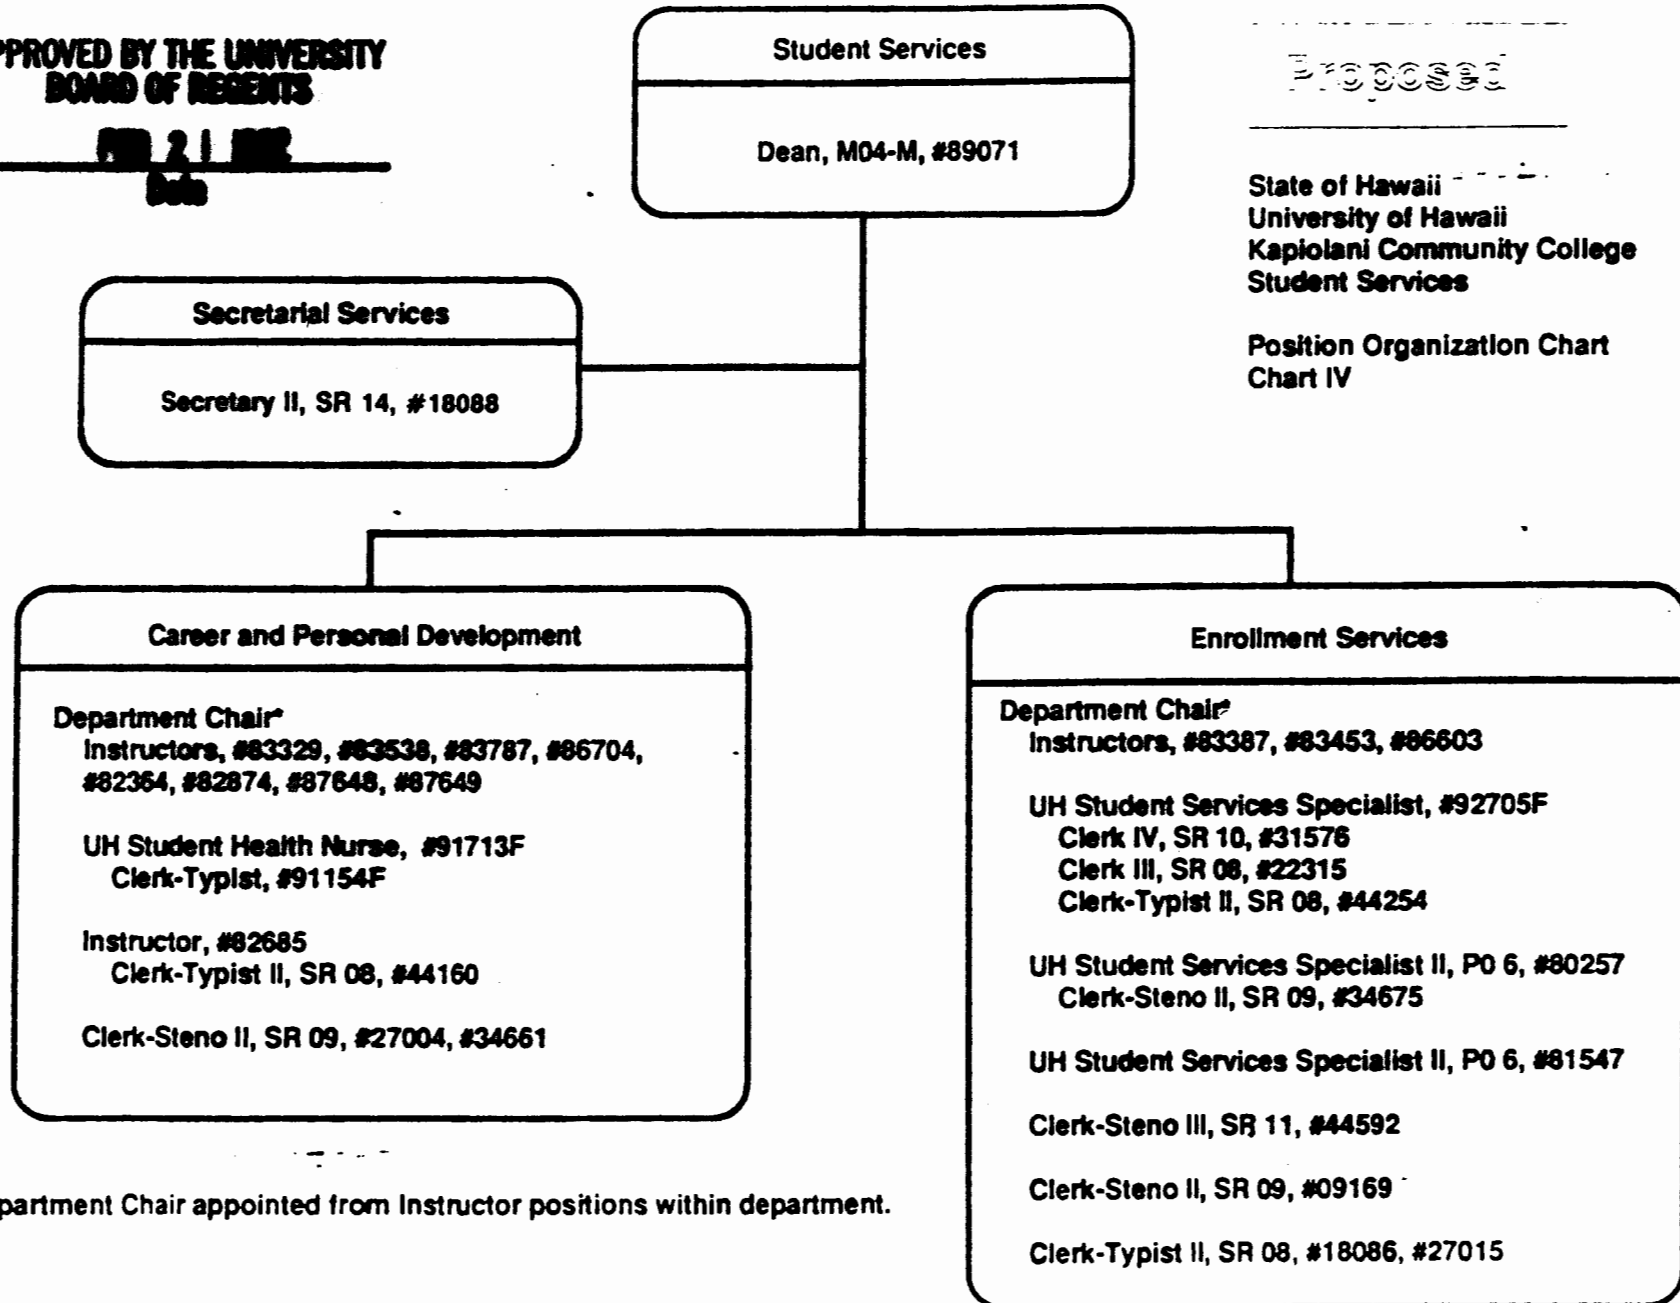 PPROVED BY THE UNIVERSITY
BOARD OF REGENTS
21
Date
Student Services
Dean, M04-M, #89071
Proposed
State of Hawaii
University of Hawaii
Kapiolani Community College
Student Services
Position Organization Chart
Chart IV
Secretarial Services
Secretary II, SR 14, #18088
Career and Personal Development
Department Chair*
Instructors, #83329, #83538, #83787, #86704,
#82364, #82874, #87648, #87649
UH Student Health Nurse, #91713F
Clerk-Typist, #91154F
Instructor, #82685
Clerk-Typist II, SR 08, #44160
Clerk-Steno II, SR 09, #27004, #34661
Enrollment Services
Department Chair*
Instructors, #83387, #83453, #86603
UH Student Services Specialist, #92705F
Clerk IV, SR 10, #31576
Clerk III, SR 08, #22315
Clerk-Typist II, SR 08, #44254
UH Student Services Specialist II, P0 6, #80257
Clerk-Steno II, SR 09, #34675
UH Student Services Specialist II, P0 6, #81547
Clerk-Steno III, SR 11, #44592
Clerk-Steno II, SR 09, #09169
Clerk-Typist II, SR 08, #18086, #27015
partment Chair appointed from Instructor positions within department.